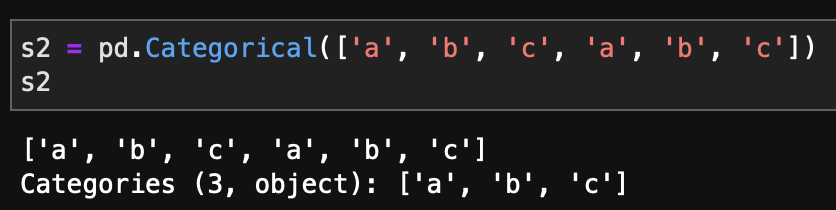 s2 = pd.Categorical(['a', 'b', 'c', 'a', 'b', 'c'])
s2
['a', 'b', 'c', 'a', 'b', 'c']
Categories (3, object): ['a', 'b', 'c']